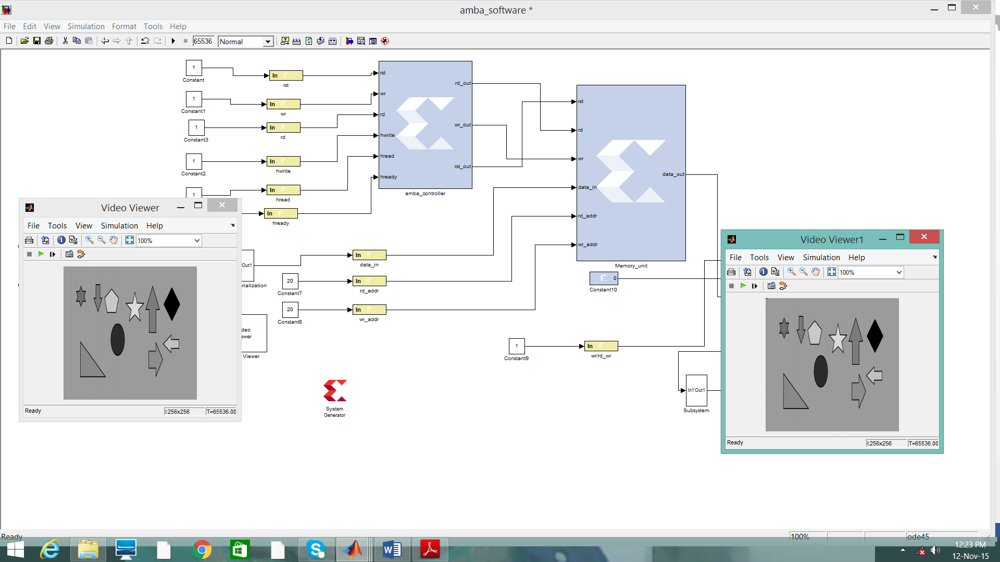 amba_software *
File Edit View Simulation Format Tools Help
65536 Normal
1
Constant
In
rst
1
Constant1
In
wr
1
Constant3
In
rd
1
Constant2
In
hwrite
1
In
hread
In
hready
rst
wr
rd
hwrite
hread
hready
rd_out
wr_out
rst_out
amba_controller
rst
rd
wr
data_in
rd_addr
wr_addr
data_out
Memory_unit
0
Constant10
Out1
erialization
In
data_in
20
Constant7
In
rd_addr
20
Constant8
In
wr_addr
deo
ewer
Viewer
1
Constant9
In
wr/rd_wr
In1 Out1
Subsystem
System
Generator
Video Viewer
File Tools View Simulation Help
100%
Ready I:256x256 T=65536.00
Video Viewer1
File Tools View Simulation Help
100%
Ready I:256x256 T=65536.00
Ready 100% ode45
lenovo
12:23 PM
12-Nov-15